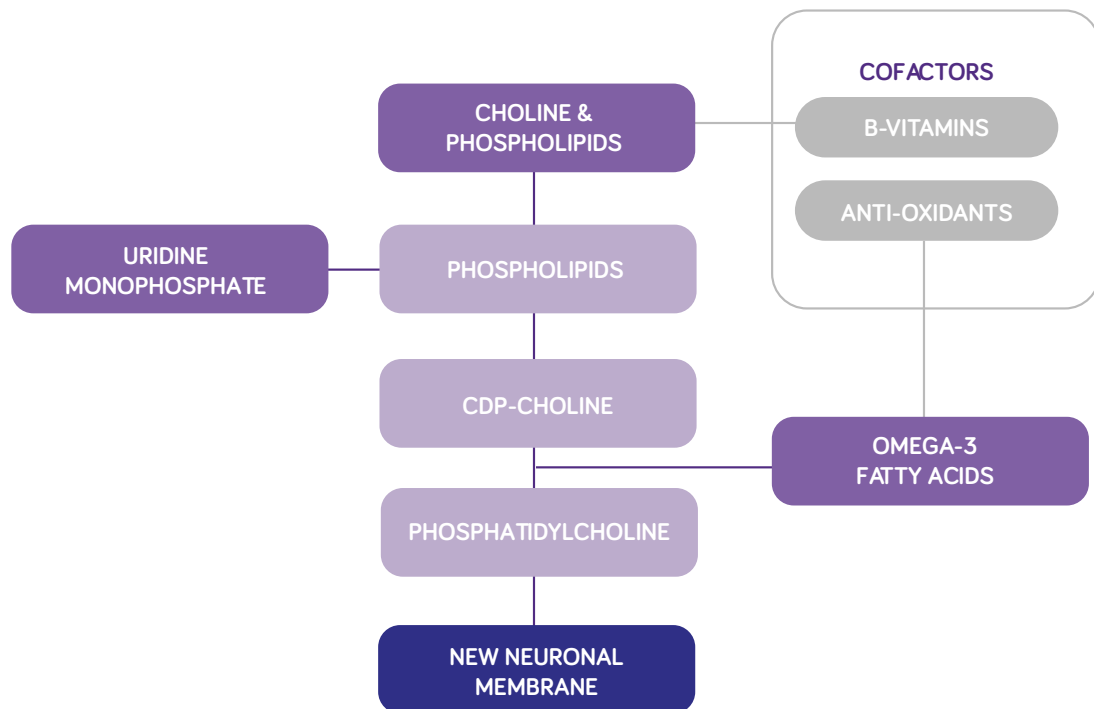 COFACTORS
CHOLINE &
PHOSPHOLIPIDS
B-VITAMINS
ANTI-OXIDANTS
URIDINE
MONOPHOSPHATE
PHOSPHOLIPIDS
CDP-CHOLINE
OMEGA-3
FATTY ACIDS
PHOSPHATIDYLCHOLINE
NEW NEURONAL
MEMBRANE